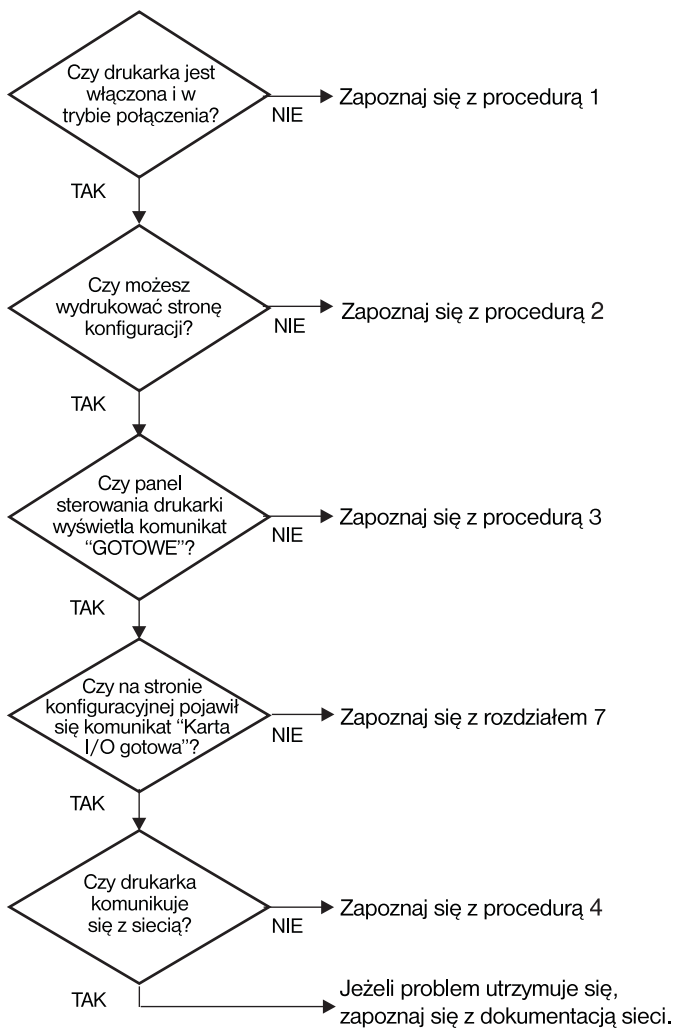 Czy drukarka jest
włączona i w
trybie połączenia?
NIE
Zapoznaj się z procedurą 1
TAK
Czy możesz
wydrukować stronę
konfiguracji?
NIE
Zapoznaj się z procedurą 2
TAK
Czy panel
sterowania drukarki
wyświetla komunikat
“GOTOWE”?
NIE
Zapoznaj się z procedurą 3
TAK
Czy na stronie
konfiguracyjnej pojawił
się komunikat “Karta
I/O gotowa”?
NIE
Zapoznaj się z rozdziałem 7
TAK
Czy drukarka
komunikuje
się z siecią?
NIE
Zapoznaj się z procedurą 4
TAK
Jeżeli problem utrzymuje się,
zapoznaj się z dokumentacją sieci.